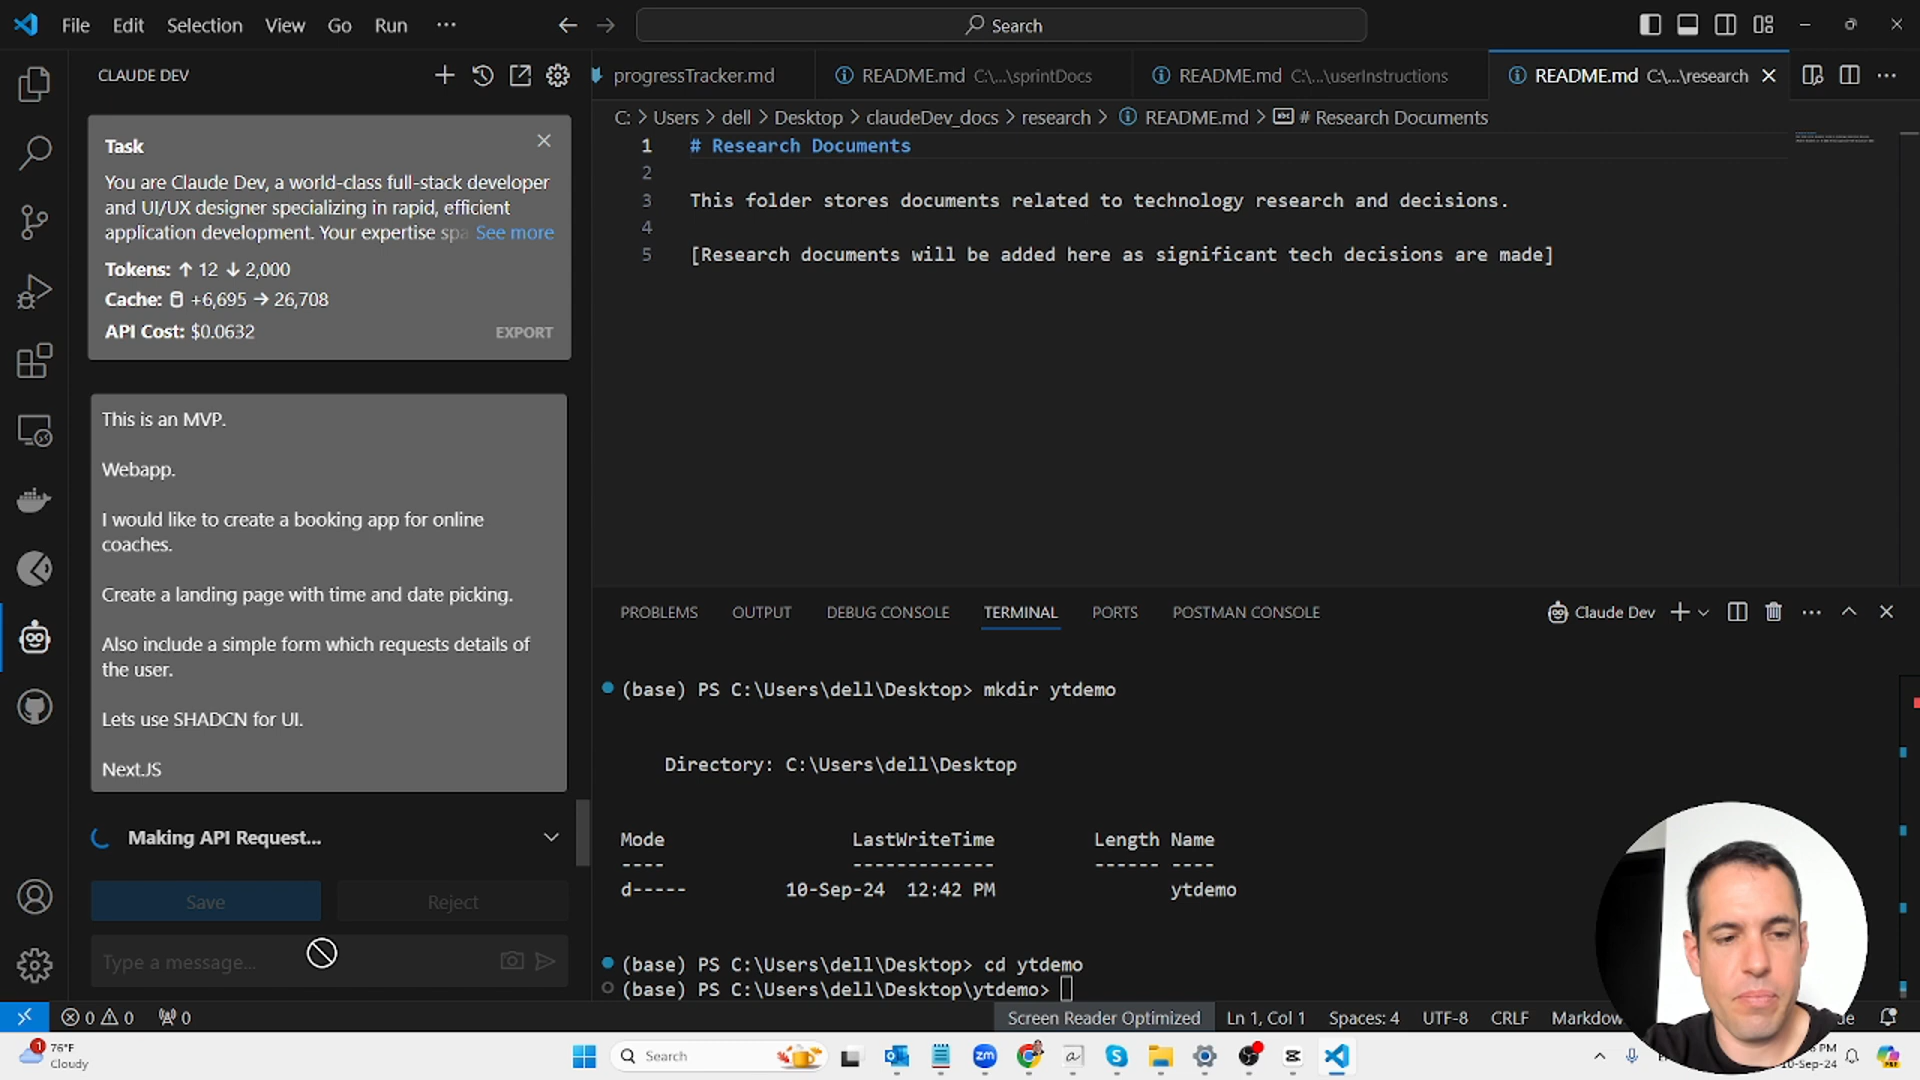 File Edit Selection View Go Run ···
Search
CLAUDE DEV
progressTracker.md
README.md C:\...\sprintDocs
README.md C:\...\userInstructions
README.md C:\...\research
C: > Users > dell > Desktop > claudeDev_docs > research > README.md > # Research Documents
Task
You are Claude Dev, a world-class full-stack developer
and UI/UX designer specializing in rapid, efficient
application development. Your expertise spa See more
Tokens: ↑ 12 ↓ 2,000
Cache: +6,695 → 26,708
API Cost: $0.0632
EXPORT
1 # Research Documents
2
3 This folder stores documents related to technology research and decisions.
4
5 [Research documents will be added here as significant tech decisions are made]
This is an MVP.
Webapp.
I would like to create a booking app for online
coaches.
Create a landing page with time and date picking.
Also include a simple form which requests details of
the user.
Lets use SHADCN for UI.
Next.JS
Making API Request...
Save
Reject
Type a message...
PROBLEMS OUTPUT DEBUG CONSOLE TERMINAL PORTS POSTMAN CONSOLE
Claude Dev
(base) PS C:\Users\dell\Desktop> mkdir ytdemo
Directory: C:\Users\dell\Desktop
Mode LastWriteTime Length Name
---- ------------- ------ ----
d----- 10-Sep-24 12:42 PM ytdemo
(base) PS C:\Users\dell\Desktop> cd ytdemo
(base) PS C:\Users\dell\Desktop\ytdemo>
0 0 0
Screen Reader Optimized Ln 1, Col 1 Spaces: 4 UTF-8 CRLF
1
76°F
Cloudy
Search
zm
PM
10-Sep-24